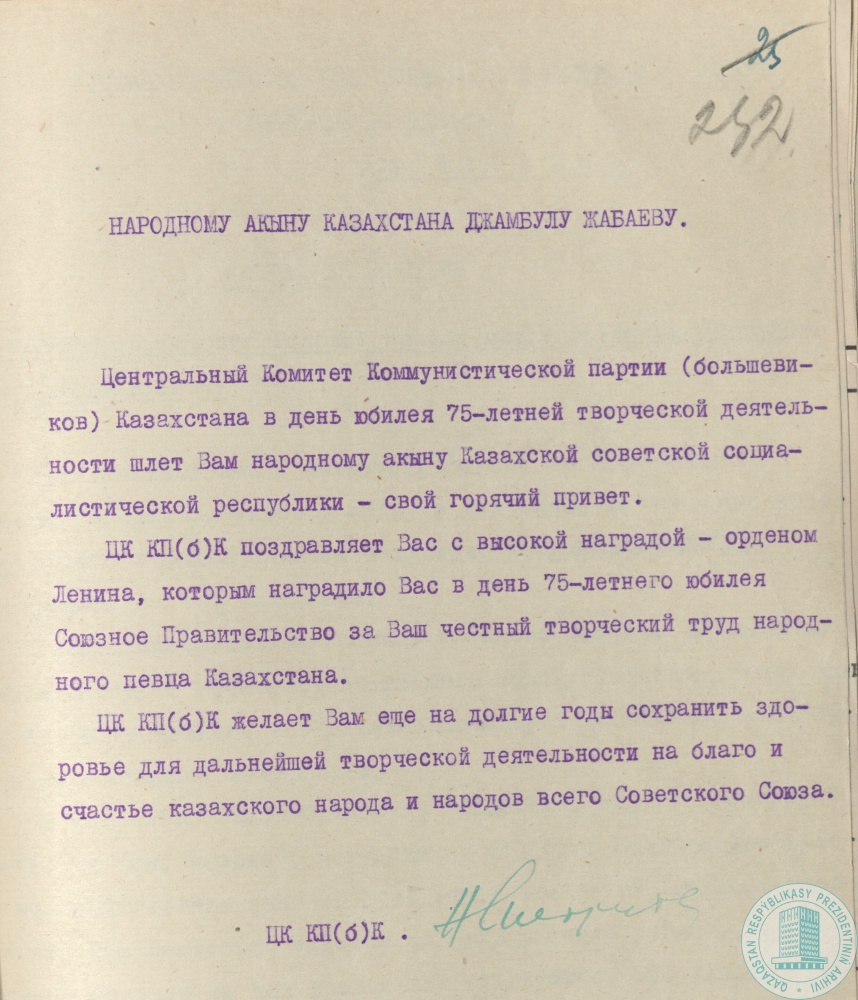 25
242
НАРОДНОМУ АКЫНУ КАЗАХСТАНА ДЖАМБУЛУ ЖАБАЕВУ.
Центральный Комитет Коммунистической партии (большеви-
ков) Казахстана в день юбилея 75-летней творческой деятель-
ности шлет Вам народному акыну Казахской советской социа-
листической республики - свой горячий привет.
ЦК КП(б)К поздравляет Вас с высокой наградой - орденом
Ленина, которым наградило Вас в день 75-летнего юбилея
Союзное Правительство за Ваш честный творческий труд народ-
ного певца Казахстана.
ЦК КП(б)К желает Вам еще на долгие годы сохранить здо-
ровье для дальнейшей творческой деятельности на благо и
счастье казахского народа и народов всего Советского Союза.
ЦК КП(б)К .
QAZAQSTAN RESPÝBLIKASY PREZIDENTINIŃ ARHIVI